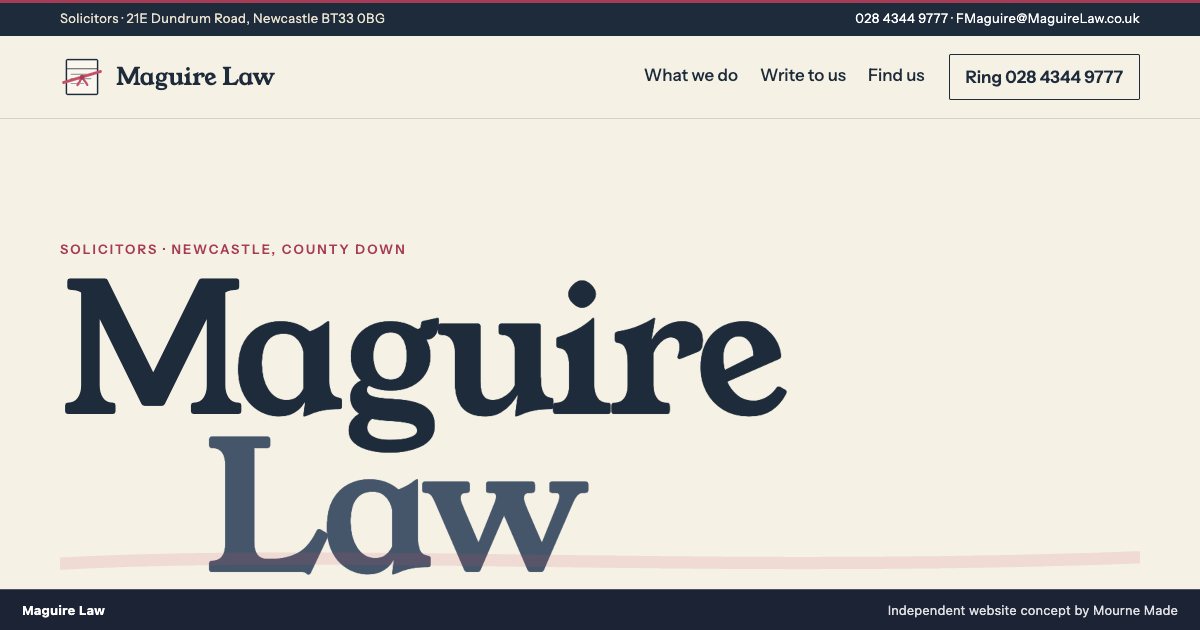 Solicitors · 21E Dundrum Road, Newcastle BT33 0BG
028 4344 9777 · FMaguire@MaguireLaw.co.uk
Maguire Law
What we do
Write to us
Find us
Ring 028 4344 9777
SOLICITORS · NEWCASTLE, COUNTY DOWN
Maguire
Law
Maguire Law
Independent website concept by Mourne Made